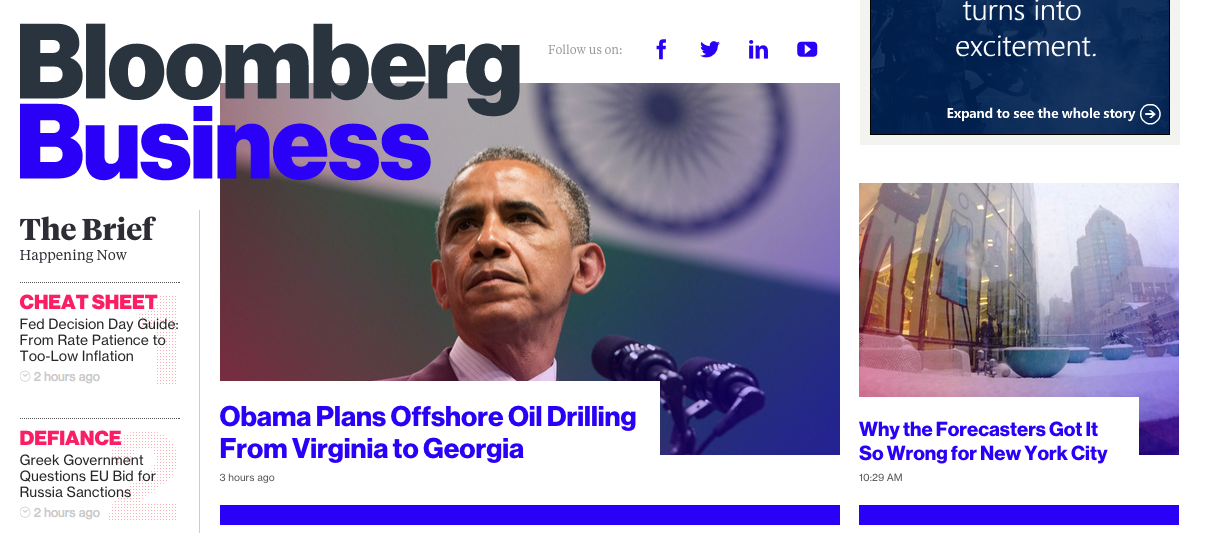 Bloomberg
Business
Follow us on:
turns into
excitement.
Expand to see the whole story
The Brief
Happening Now
CHEAT SHEET
Fed Decision Day Guide:
From Rate Patience to
Too-Low Inflation
2 hours ago
DEFIANCE
Greek Government
Questions EU Bid for
Russia Sanctions
2 hours ago
Obama Plans Offshore Oil Drilling
From Virginia to Georgia
3 hours ago
Why the Forecasters Got It
So Wrong for New York City
10:29 AM